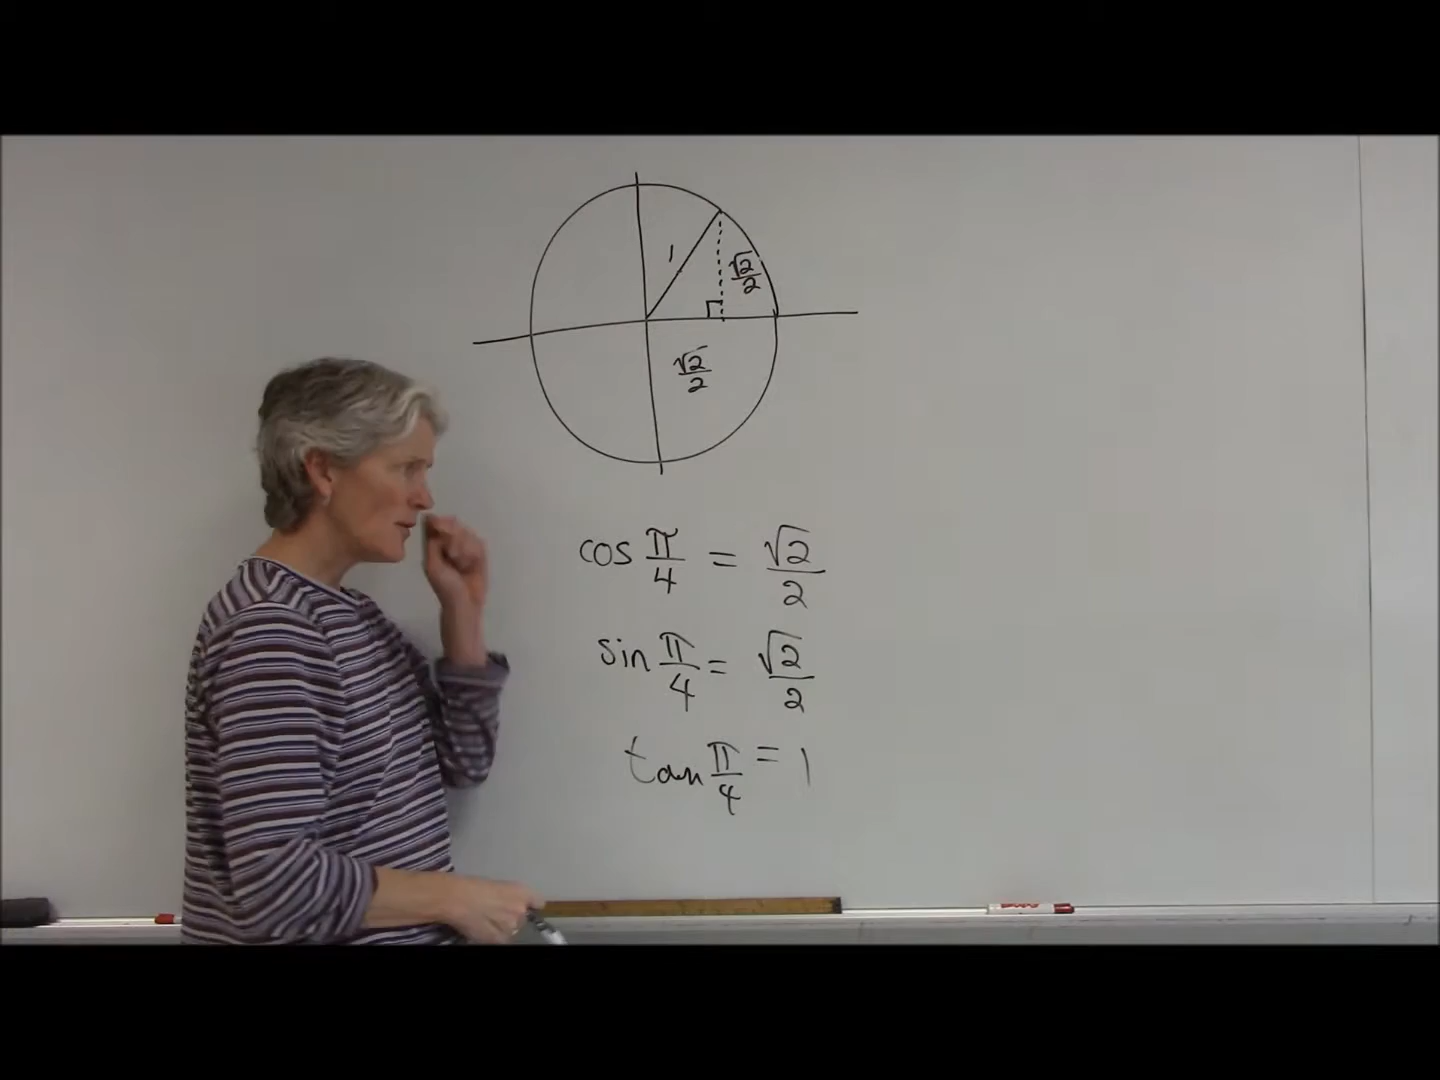 1
√2/2
√2/2
cos π/4 = √2/2
sin π/4 = √2/2
tan π/4 = 1